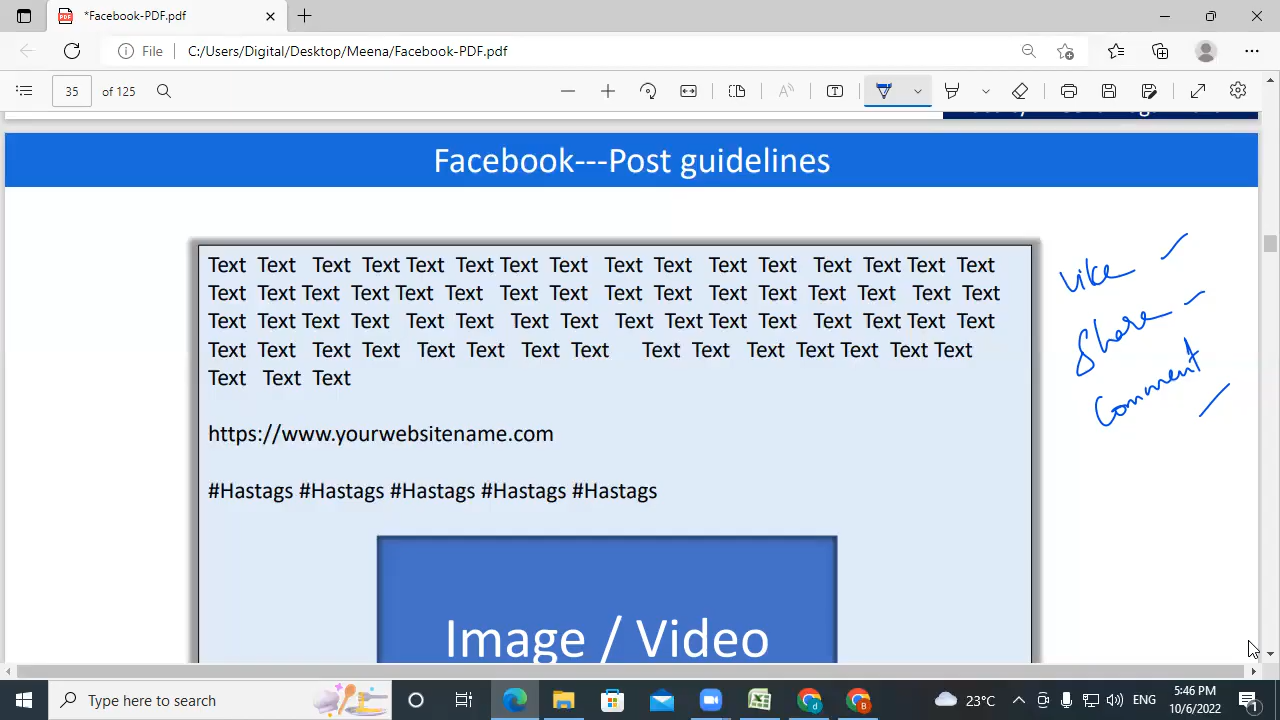 *Facebook-PDF.pdf
File C:/Users/Digital/Desktop/Meena/Facebook-PDF.pdf
35 of 125
Facebook---Post guidelines
Text Text Text Text Text Text Text Text Text Text Text Text Text Text Text Text
Text Text Text Text Text Text Text Text Text Text Text Text Text Text Text Text
Text Text Text Text Text Text Text Text Text Text Text Text Text Text Text Text
Text Text Text Text Text Text Text Text Text Text Text Text Text Text Text
Text Text Text
https://www.yourwebsitename.com
#Hastags #Hastags #Hastags #Hastags #Hastags
Image / Video
Like
Share
Comment
Type here to search
23°C
ENG
5:46 PM
10/6/2022
1